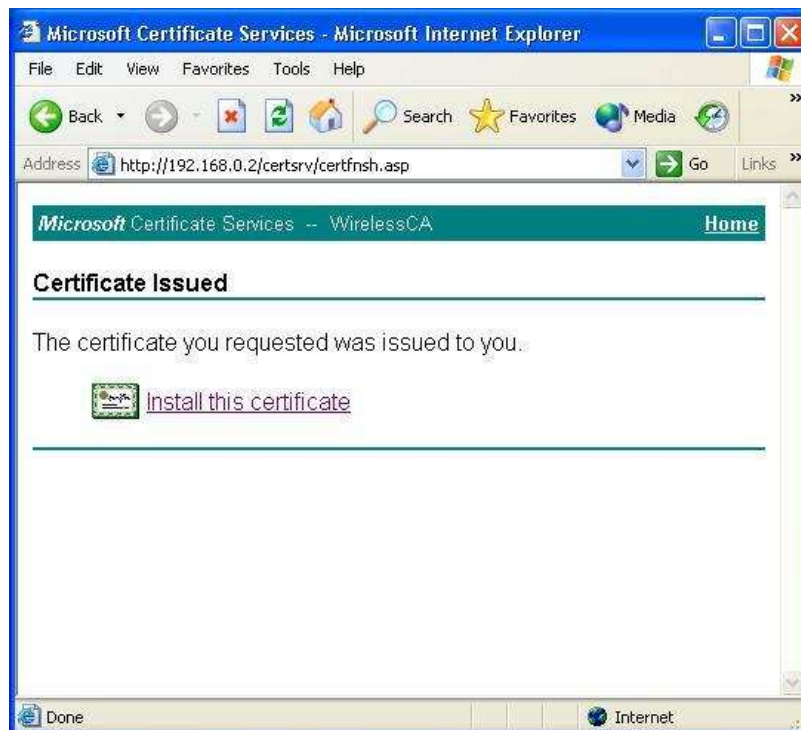 Microsoft Certificate Services - Microsoft Internet Explorer
File Edit View Favorites Tools Help
Back Search Favorites Media »
Address http://192.168.0.2/certsrv/certfnsh.asp Go Links »
Microsoft Certificate Services -- WirelessCA Home
Certificate Issued
The certificate you requested was issued to you.
Install this certificate
Done Internet